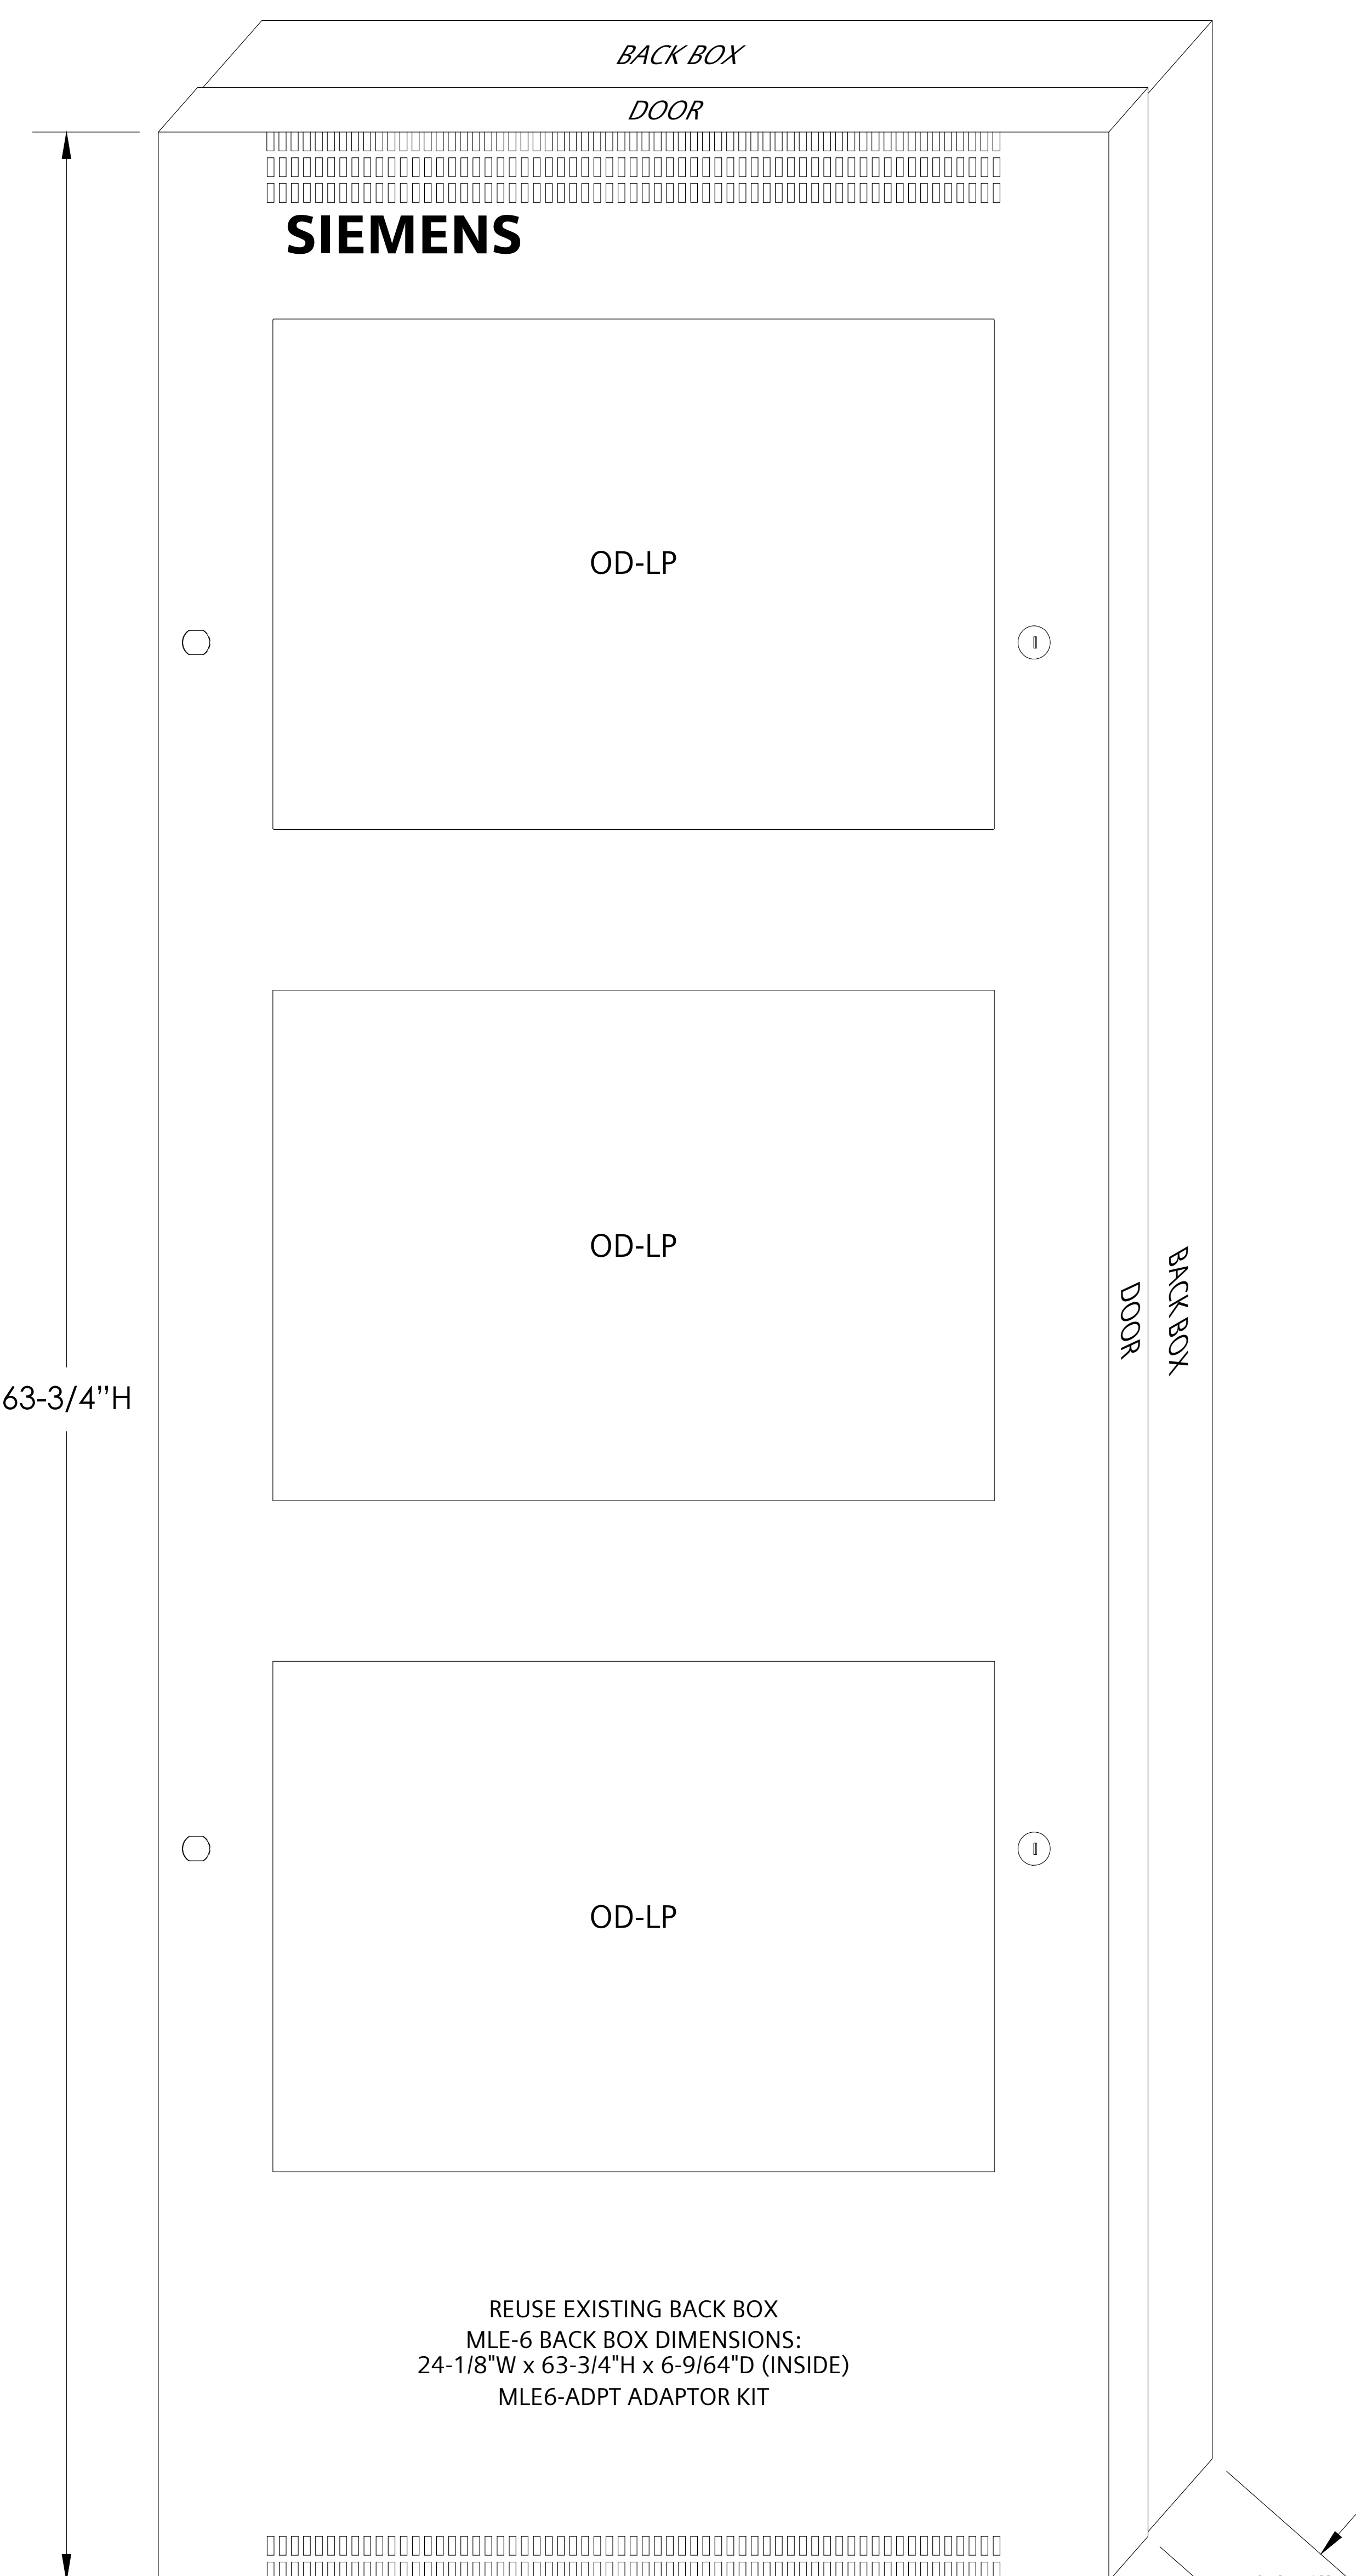 BACK BOX
DOOR
SIEMENS
OD-LP
OD-LP
DOOR
BACK BOX
63-3/4’’H
OD-LP
REUSE EXISTING BACK BOX
MLE-6 BACK BOX DIMENSIONS:
24-1/8"W x 63-3/4"H x 6-9/64"D (INSIDE)
MLE6-ADPT ADAPTOR KIT